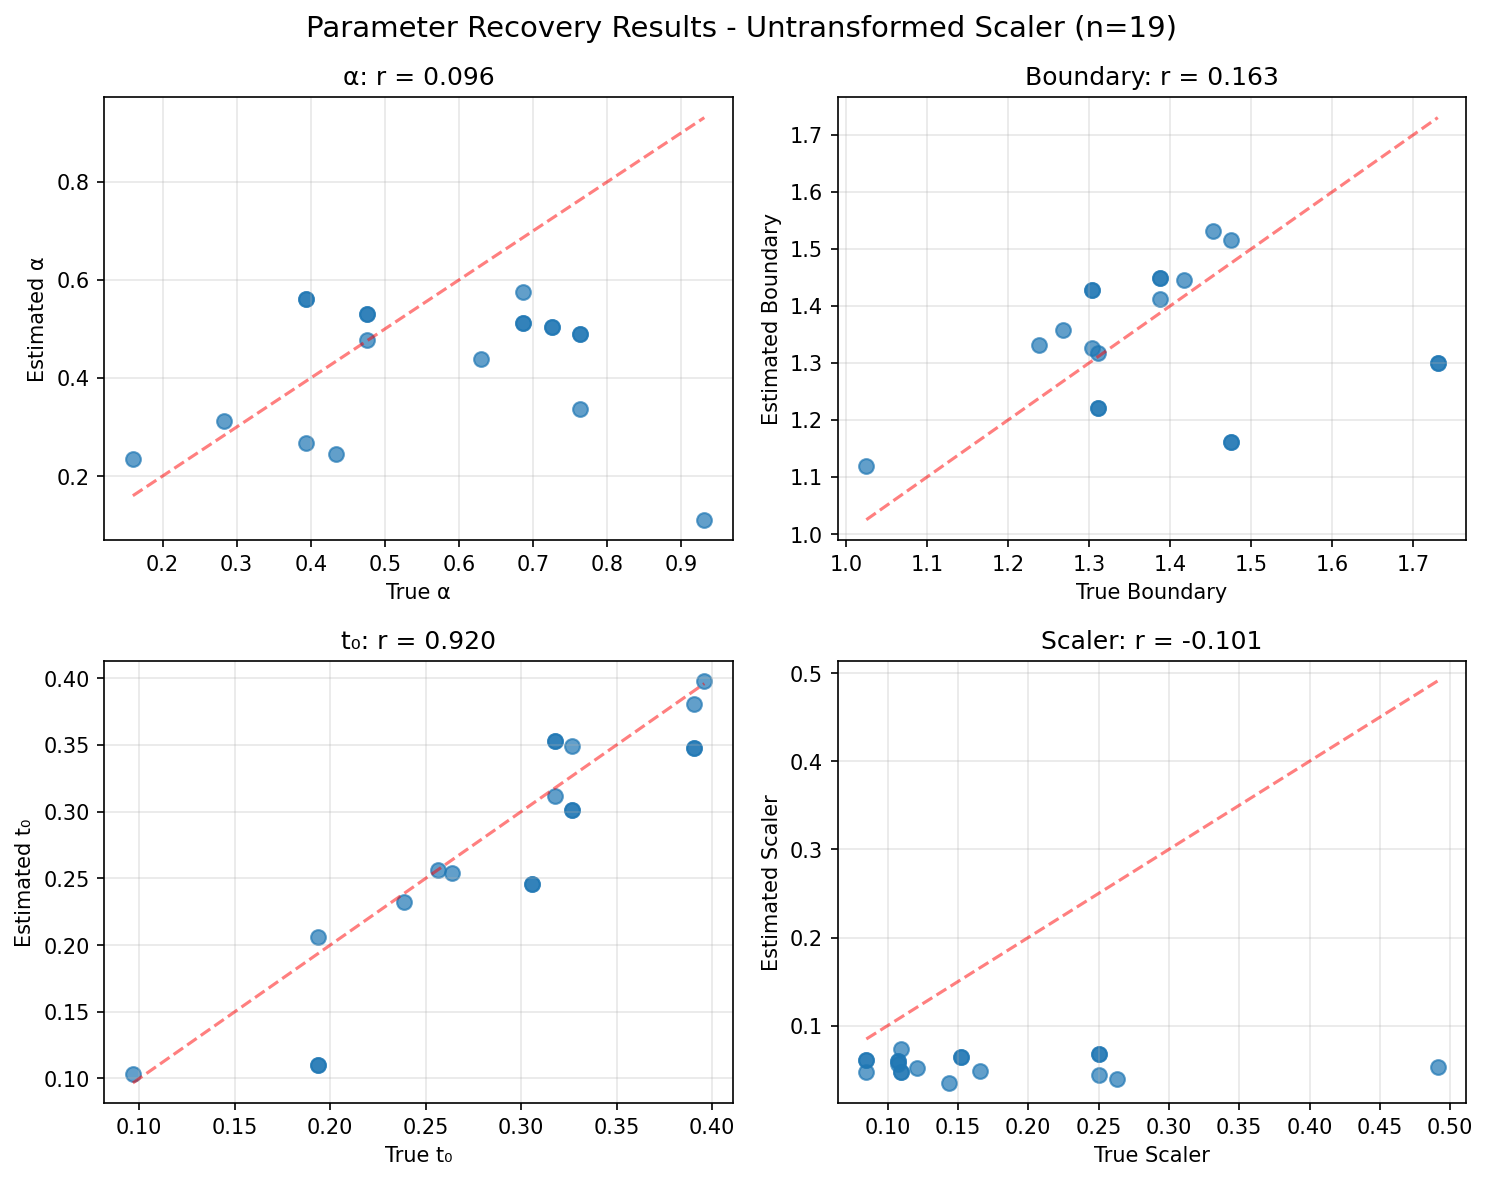 Parameter Recovery Results - Untransformed Scaler (n=19)
α: r = 0.096
Estimated α
0.8
0.6
0.4
0.2
0.2 0.3 0.4 0.5 0.6 0.7 0.8 0.9
True α
Boundary: r = 0.163
Estimated Boundary
1.7
1.6
1.5
1.4
1.3
1.2
1.1
1.0
1.0 1.1 1.2 1.3 1.4 1.5 1.6 1.7
True Boundary
t₀: r = 0.920
Estimated t₀
0.40
0.35
0.30
0.25
0.20
0.15
0.10
0.10 0.15 0.20 0.25 0.30 0.35 0.40
True t₀
Scaler: r = -0.101
Estimated Scaler
0.5
0.4
0.3
0.2
0.1
0.10 0.15 0.20 0.25 0.30 0.35 0.40 0.45 0.50
True Scaler